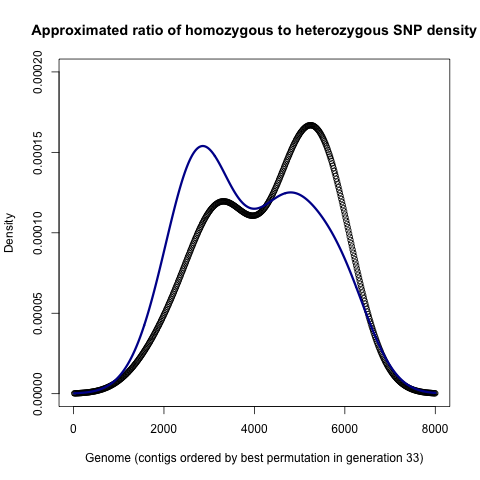 Approximated ratio of homozygous to heterozygous SNP density
0.00020
0.00015
0.00010
0.00005
0.00000
Density
0 2000 4000 6000 8000
Genome (contigs ordered by best permutation in generation 33)